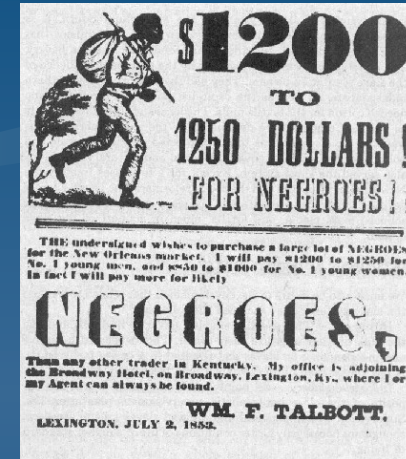 $1200
TO
1250 DOLLARS !
FOR NEGROES !
THE undersigned wishes to purchase a large lot of NEGROES
for the New Orleans market. I will pay $1200 to $1250 for
No. 1 young men, and $850 to $1000 for No. 1 young women.
In fact I will pay more for likely
NEGROES,
Than any other trader in Kentucky. My office is adjoining
the Broadway Hotel, on Broadway, Lexington, Ky., where I or
my Agent can always be found.
WM. F. TALBOTT.
LEXINGTON, JULY 2, 1853.